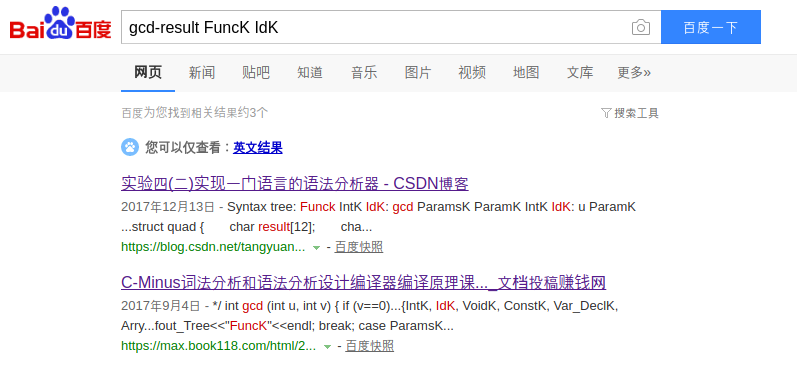 Bai du 百度 gcd-result FuncK IdK 百度一下
网页 新闻 贴吧 知道 音乐 图片 视频 地图 文库 更多»
百度为您找到相关结果约3个 搜索工具
您可以仅查看：英文结果
实验四(二)实现一门语言的语法分析器 - CSDN博客
2017年12月13日 - Syntax tree: Funck IntK IdK: gcd ParamsK ParamK IntK IdK: u ParamK
...struct quad { char result[12]; cha...
https://blog.csdn.net/tangyuan... - 百度快照
C-Minus词法分析和语法分析设计编译器编译原理课..._文档投稿赚钱网
2017年9月4日 - */ int gcd (int u, int v) { if (v==0)...{IntK, IdK, VoidK, ConstK, Var_DeclK,
Arry...fout_Tree<<"FuncK"<<endl; break; case ParamsK...
https://max.book118.com/html/2... - 百度快照